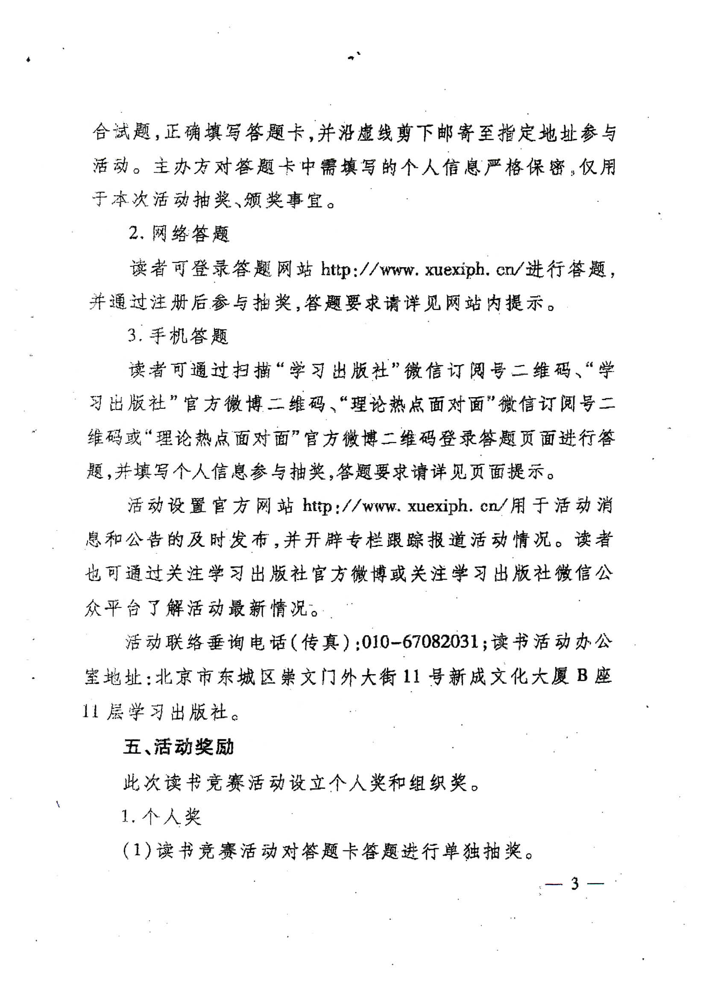 合试题,正确填写答题卡,并沿虚线剪下邮寄至指定地址参与
活动。主办方对答题卡中需填写的个人信息严格保密,仅用
于本次活动抽奖、颁奖事宜。
2. 网络答题
读者可登录答题网站 http://www. xuexiph. cn/进行答题,
并通过注册后参与抽奖,答题要求请详见网站内提示。
3. 手机答题
读者可通过扫描“学习出版社”微信订阅号二维码、“学
习出版社”官方微博二维码、“理论热点面对面”微信订阅号二
维码或“理论热点面对面”官方微博二维码登录答题页面进行答
题,并填写个人信息参与抽奖,答题要求请详见页面提示。
活动设置官方网站 http://www. xuexiph. cn/用于活动消
息和公告的及时发布,并开辟专栏跟踪报道活动情况。读者
也可通过关注学习出版社官方微博或关注学习出版社微信公
众平台了解活动最新情况。
活动联络垂询电话(传真):010-67082031;读书活动办公
室地址:北京市东城区崇文门外大街 11 号新成文化大厦 B 座
11 层学习出版社。
五、活动奖励
此次读书竞赛活动设立个人奖和组织奖。
1. 个人奖
(1)读书竞赛活动对答题卡答题进行单独抽奖。
— 3 —